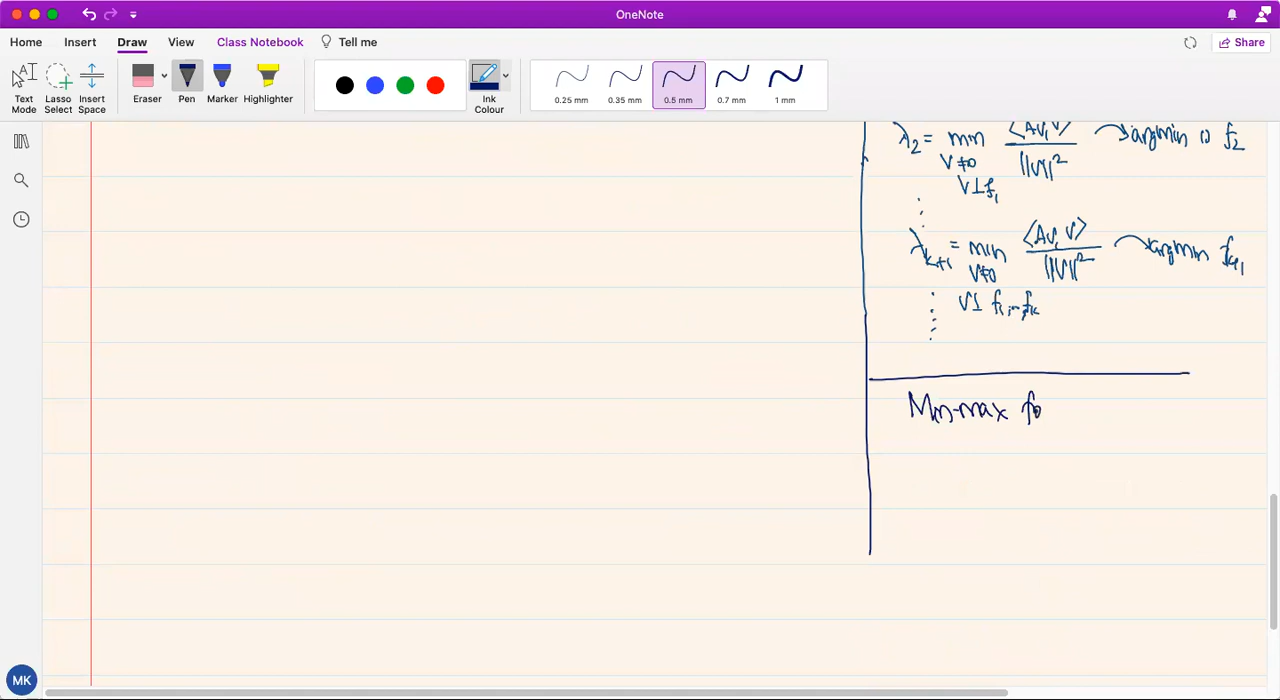 OneNote
Home Insert Draw View Class Notebook Tell me Share
Text Mode Lasso Select Insert Space Eraser Pen Marker Highlighter Ink Colour 0.25 mm 0.35 mm 0.5 mm 0.7 mm 1 mm
λ₂ = min ⟨Av, v⟩ / ||v||² → argmin is f₂
v≠0
v⊥f₁
λₖ₊₁ = min ⟨Av, v⟩ / ||v||² → argmin fₖ₊₁
v≠0
v⊥ f₁, .. fₖ
Min-max fo
MK